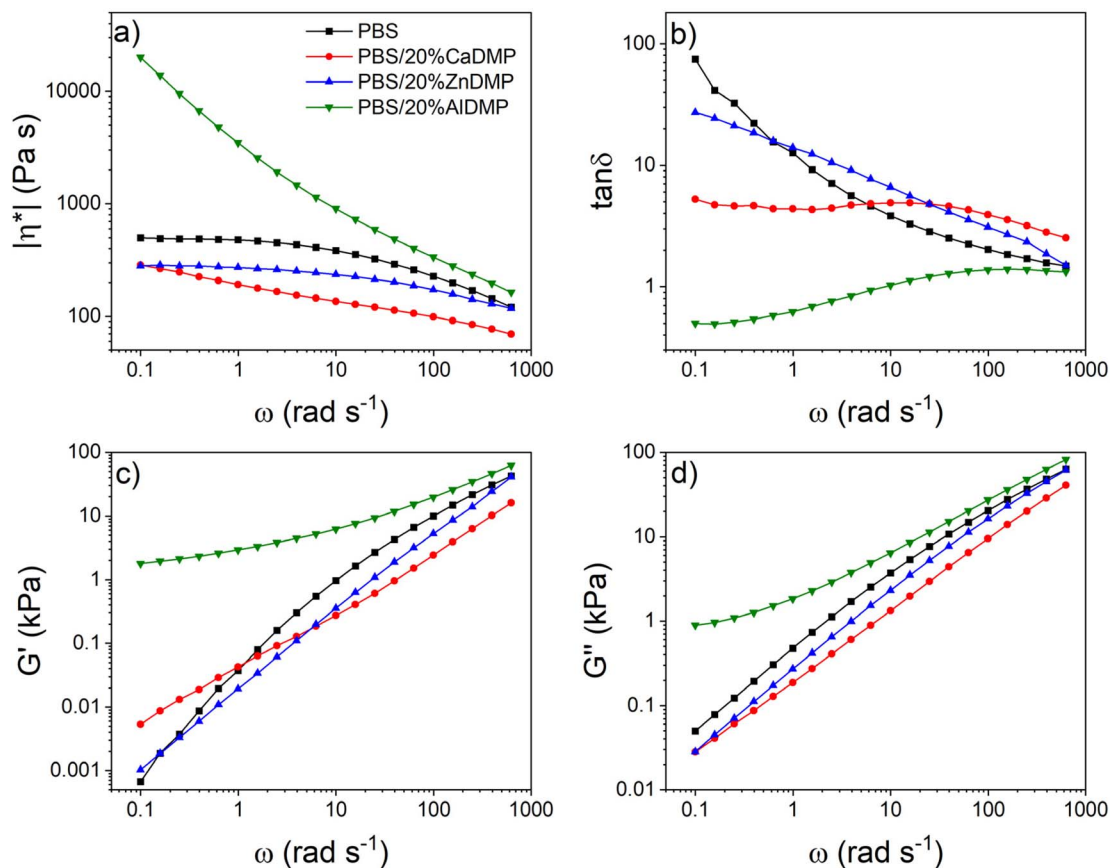 a)
PBS
PBS/20%CaDMP
PBS/20%ZnDMP
PBS/20%AlDMP
|η*| (Pa s)
10000
1000
100
0.1 1 10 100 1000
ω (rad s⁻¹)
b)
tanδ
100
10
1
0.1 1 10 100 1000
ω (rad s⁻¹)
c)
G' (kPa)
100
10
1
0.1
0.01
0.001
0.1 1 10 100 1000
ω (rad s⁻¹)
d)
G'' (kPa)
100
10
1
0.1
0.01
0.1 1 10 100 1000
ω (rad s⁻¹)